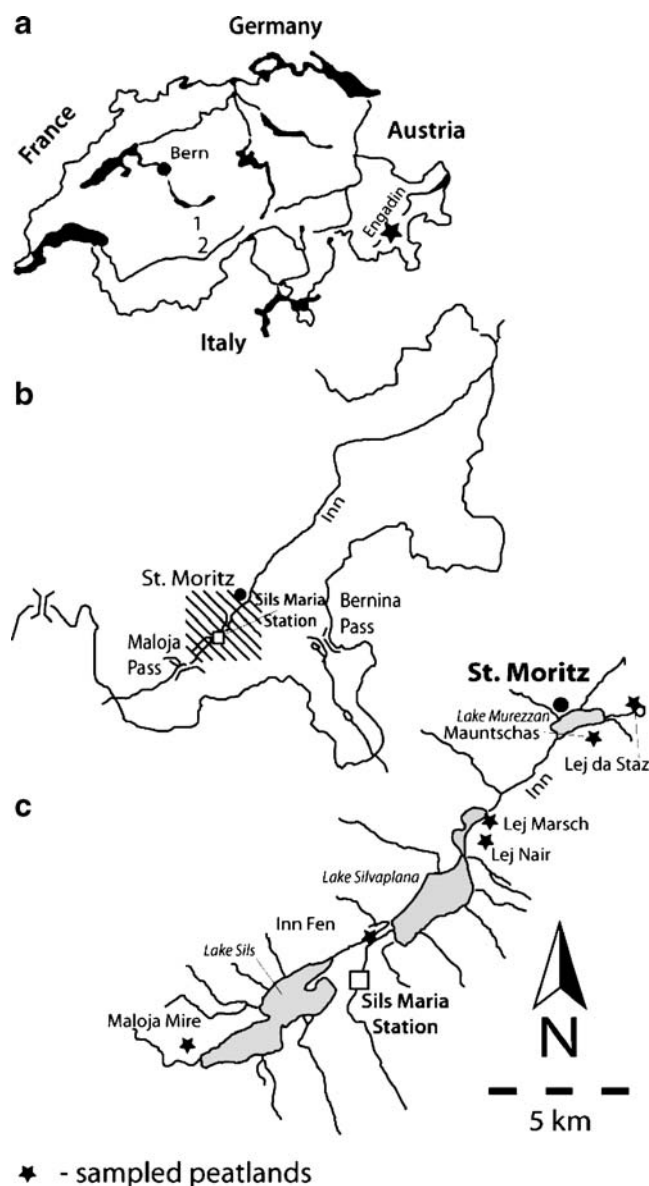 a
Germany
France
Austria
Bern
Engadin
1
2
Italy
b
Inn
St. Moritz
Sils Maria
Station
Bernina
Pass
Maloja
Pass
St. Moritz
Lake Murezzan
Mauntschas
Lej da Staz
Inn
c
Lej Marsch
Lej Nair
Lake Silvaplana
Inn Fen
Lake Sils
Sils Maria
Station
Maloja Mire
N
5 km
- sampled peatlands